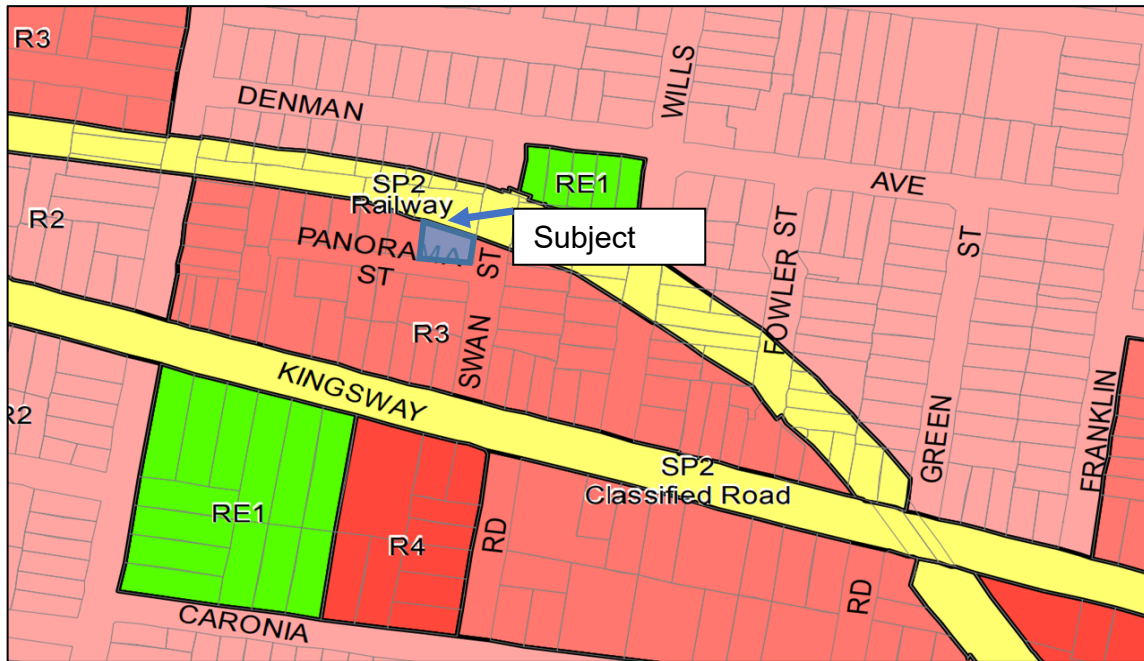 R3
DENMAN
WILLS
SP2
Railway
RE1
AVE
R2
Subject
PANORAMA
ST
ST
FOWLER ST
ST
R3
SWAN
KINGSWAY
R2
GREEN
FRANKLIN
SP2
Classified Road
RE1
R4
RD
RD
CARONIA